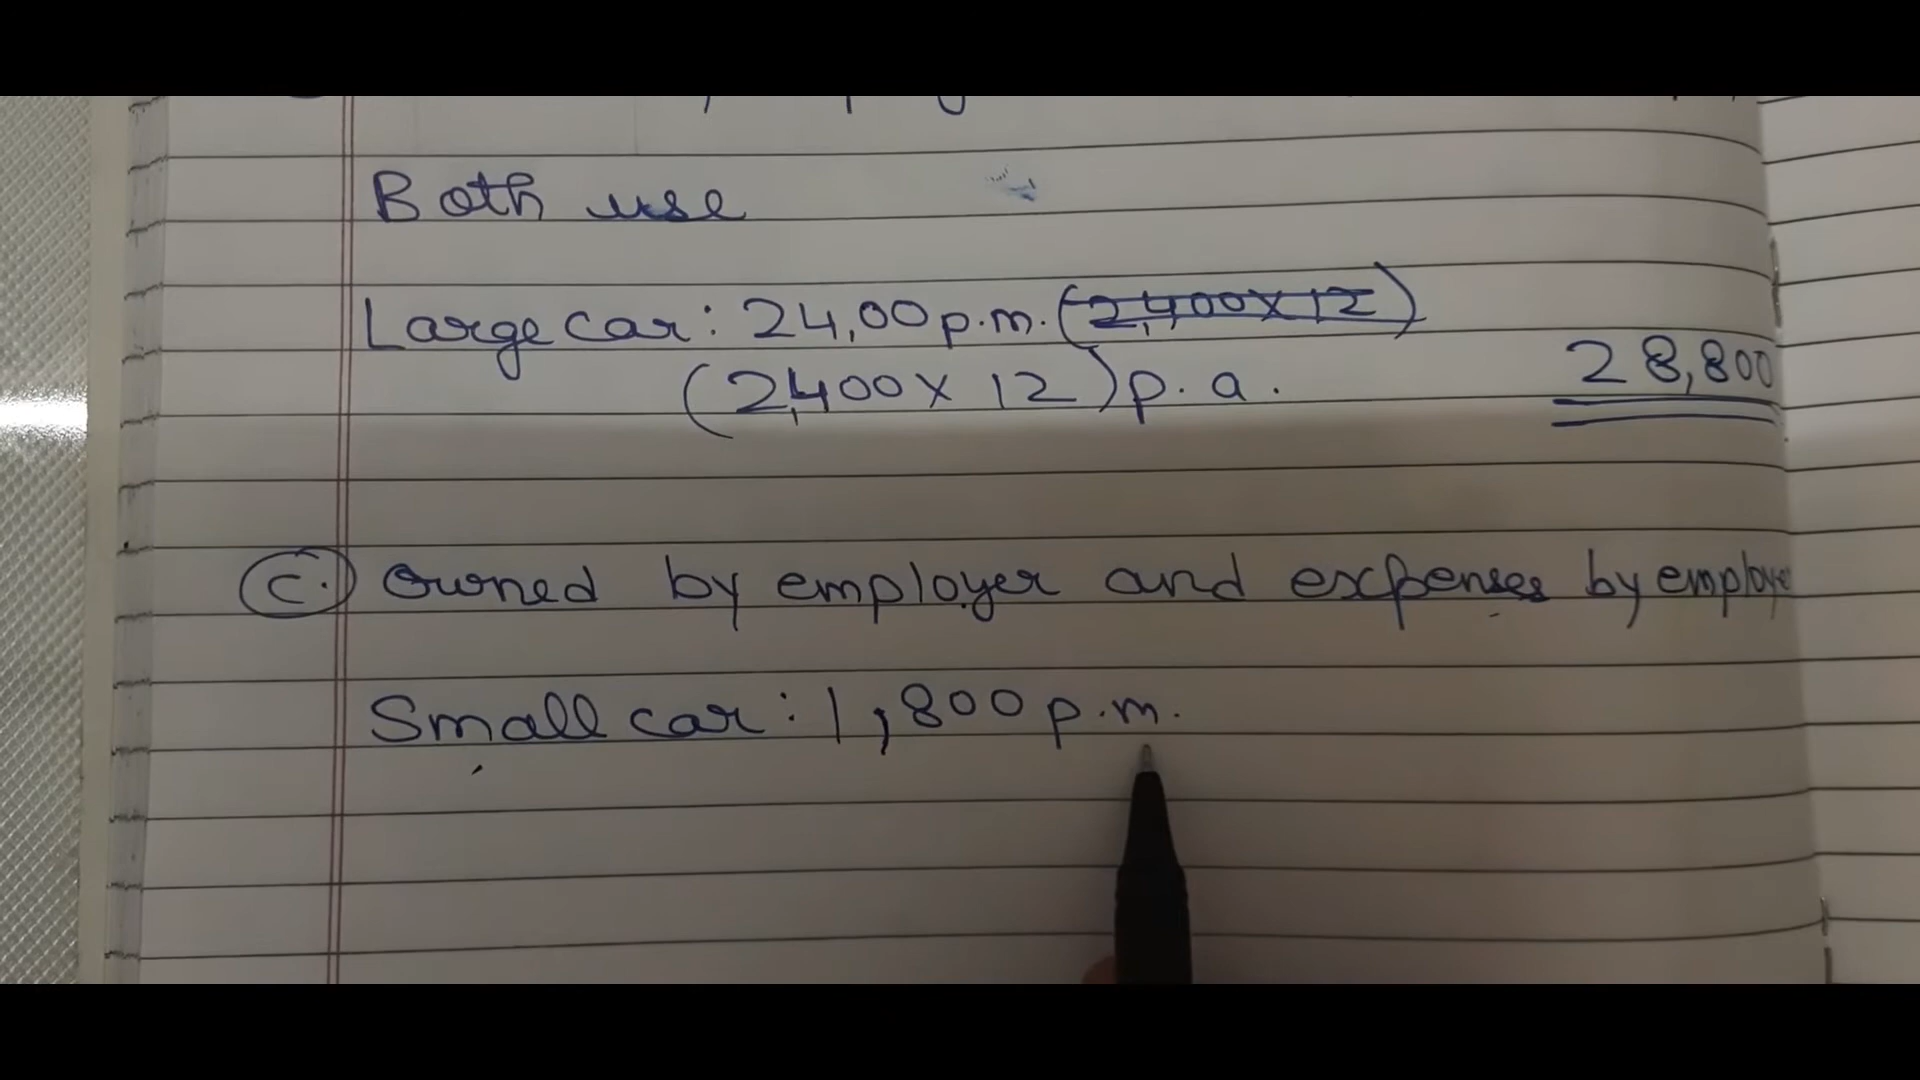 Both use
Large car: 24,00 p.m. (2,400 x 12)
(2,400 x 12) p.a.
28,800
C. owned by employer and expenses by employe
Small car: 1,800 p.m.